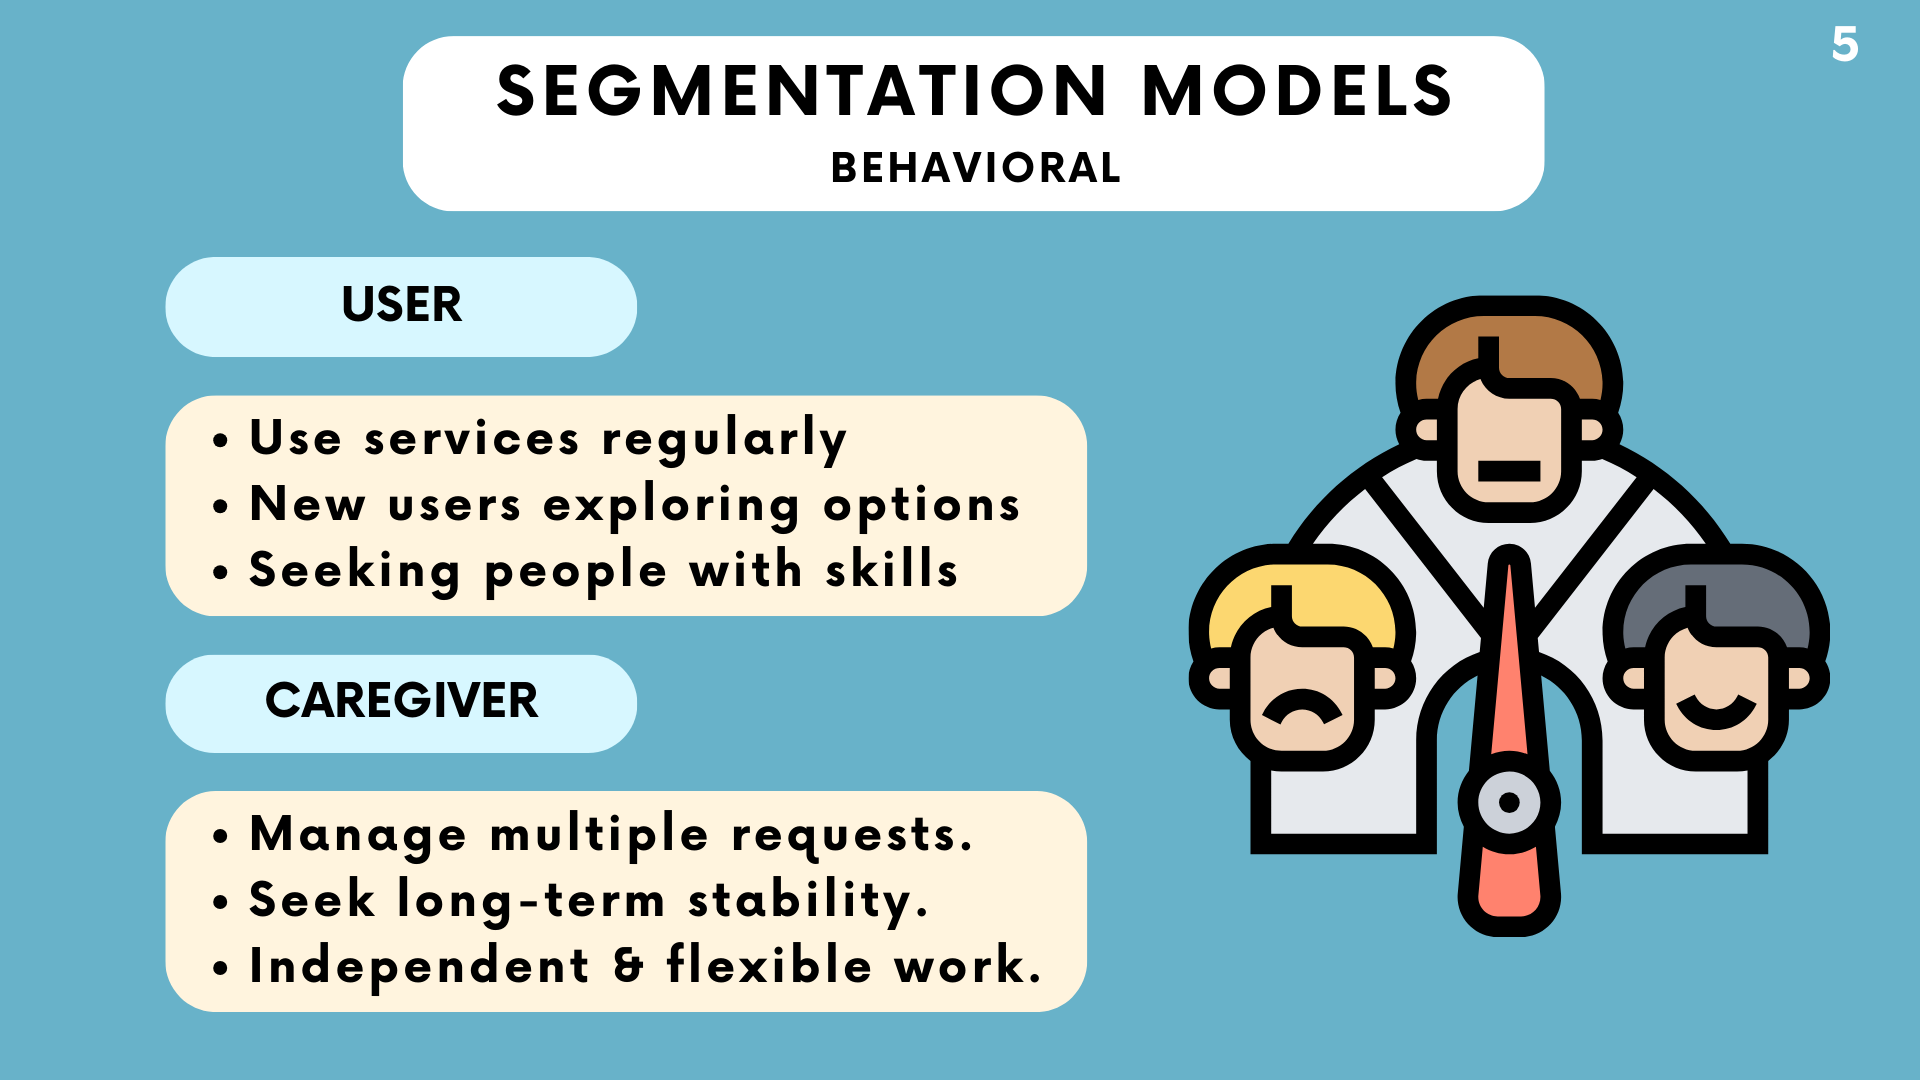 5
SEGMENTATION MODELS
BEHAVIORAL
USER
• Use services regularly
• New users exploring options
• Seeking people with skills
CAREGIVER
• Manage multiple requests.
• Seek long-term stability.
• Independent & flexible work.